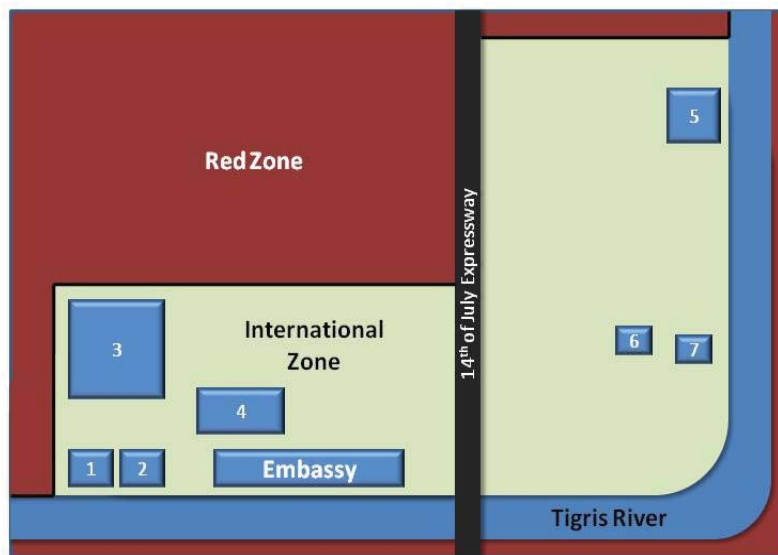 5
Red Zone
14th of July Expressway
International
Zone
3
6
7
4
1
2
Embassy
Tigris River